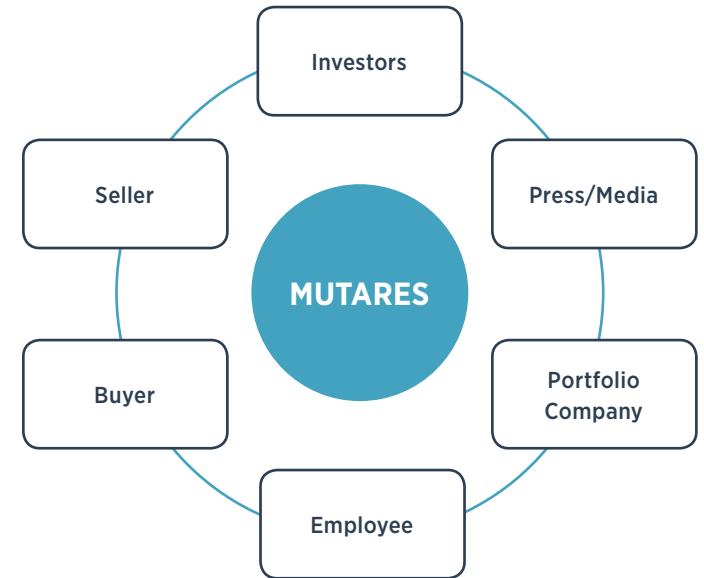 Investors
Seller
Press/Media
MUTARES
Buyer
Portfolio
Company
Employee